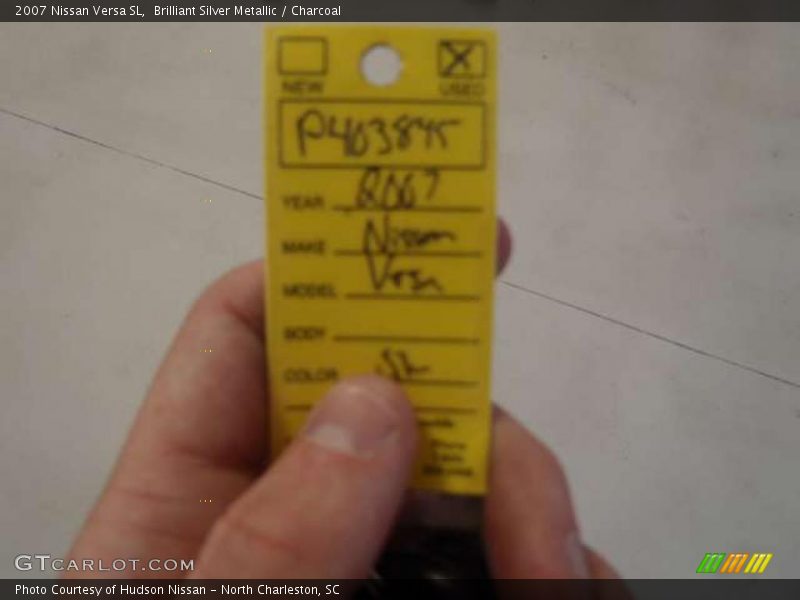 2007 Nissan Versa SL,  Brilliant Silver Metallic / Charcoal
NEW USED
YEAR 2007
MAKE Nissan
MODEL Versa
BODY
COLOR
GTCARLOT.COM
Photo Courtesy of Hudson Nissan - North Charleston, SC